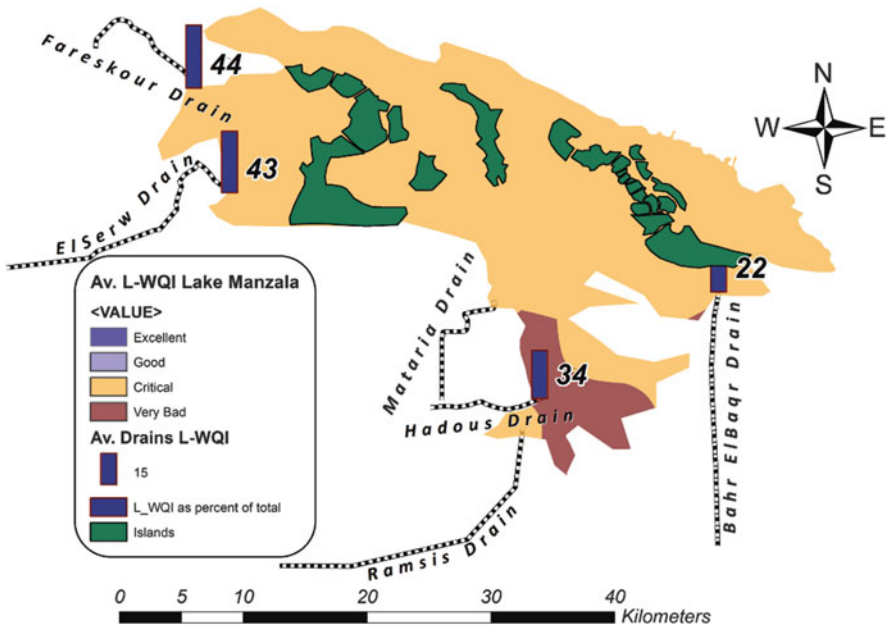 Fareskour Drain
44
N
W E
S
43
ElSerw Drain
22
Av. L-WQI Lake Manzala
<VALUE>
Excellent
Good
Critical
Very Bad
Av. Drains L-WQI
15
L_WQI as percent of total
Islands
Mataria Drain
34
Hadous Drain
Bahr ElBaqr Drain
Ramsis Drain
0 10 20 30 40
Kilometers